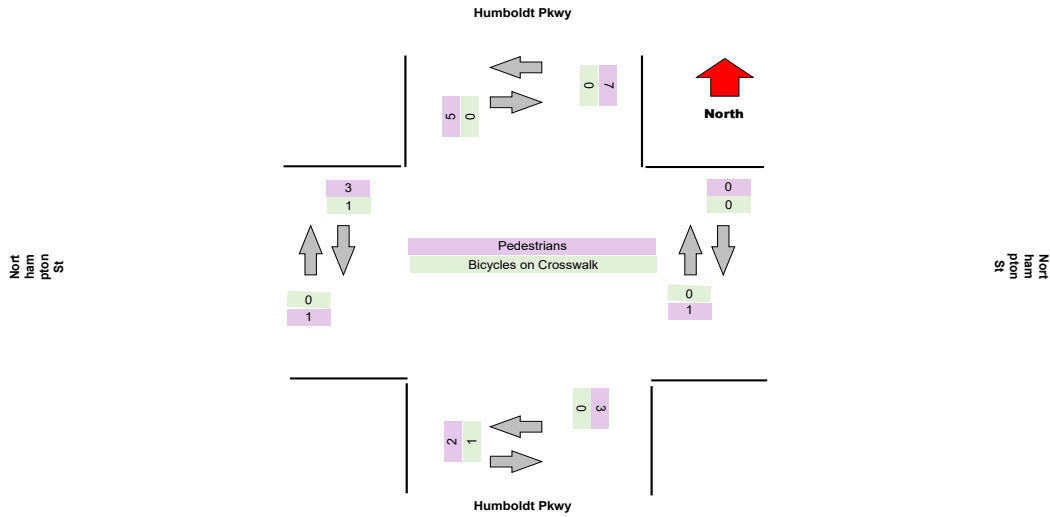 Humboldt Pkwy
0 7
5 0
North
3
1
0
0
Pedestrians
Bicycles on Crosswalk
Nort
ham
pton
St
Nort
ham
pton
St
0
1
0
1
0 3
2 1
Humboldt Pkwy